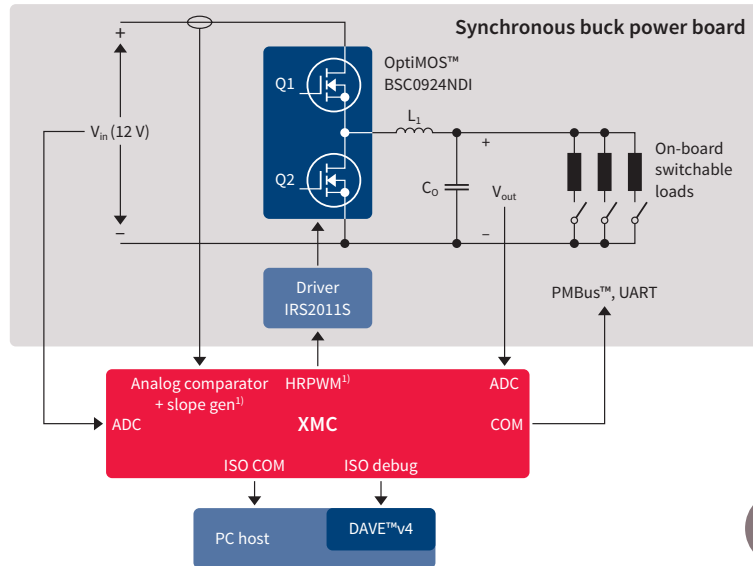 Synchronous buck power board
+
OptiMOS™
BSC0924NDI
Q1
L1
Vin (12 V)
+
On-board
switchable
loads
Q2
CO
Vout
–
–
Driver
IRS2011S
PMBus™, UART
Analog comparator
+ slope gen1)
HRPWM1)
ADC
ADC
XMC
COM
ISO COM
ISO debug
PC host
DAVE™v4